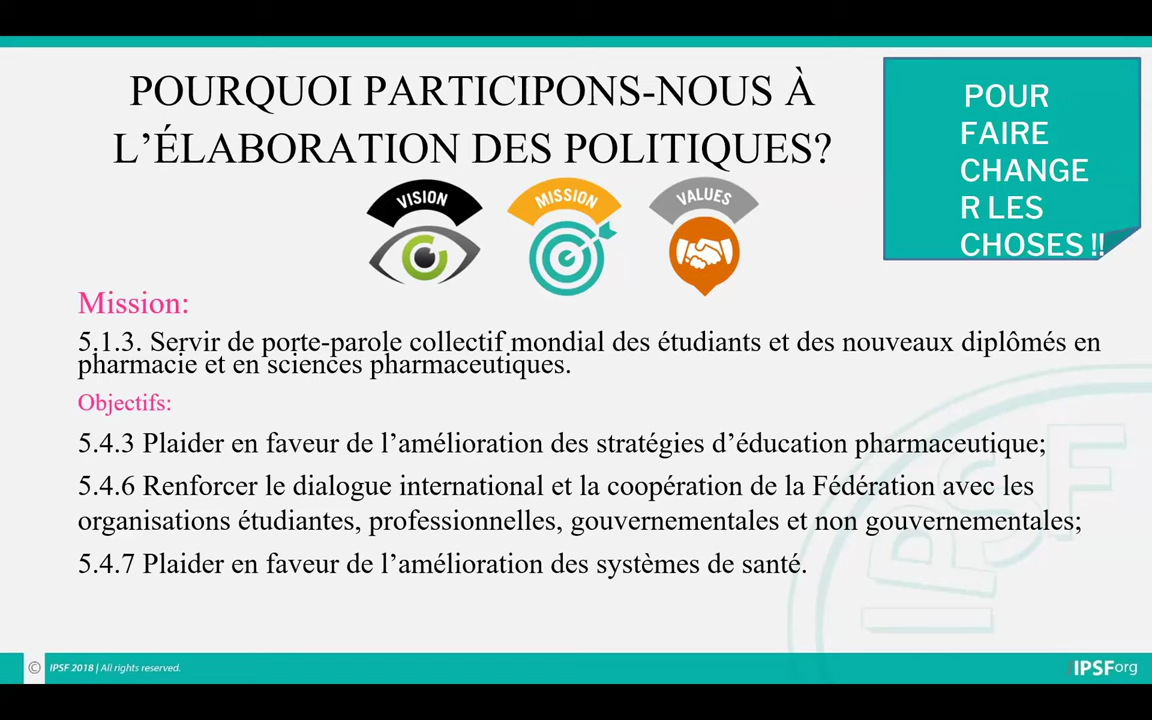 POURQUOI PARTICIPONS-NOUS À
L’ÉLABORATION DES POLITIQUES?
POUR
FAIRE
CHANGE
R LES
CHOSES !!
VISION
MISSION
VALUES
Mission:
5.1.3. Servir de porte-parole collectif mondial des étudiants et des nouveaux diplômés en
pharmacie et en sciences pharmaceutiques.
Objectifs:
5.4.3 Plaider en faveur de l’amélioration des stratégies d’éducation pharmaceutique;
5.4.6 Renforcer le dialogue international et la coopération de la Fédération avec les
organisations étudiantes, professionnelles, gouvernementales et non gouvernementales;
5.4.7 Plaider en faveur de l’amélioration des systèmes de santé.
IPSF
© IPSF 2018 | All rights reserved.
IPSForg